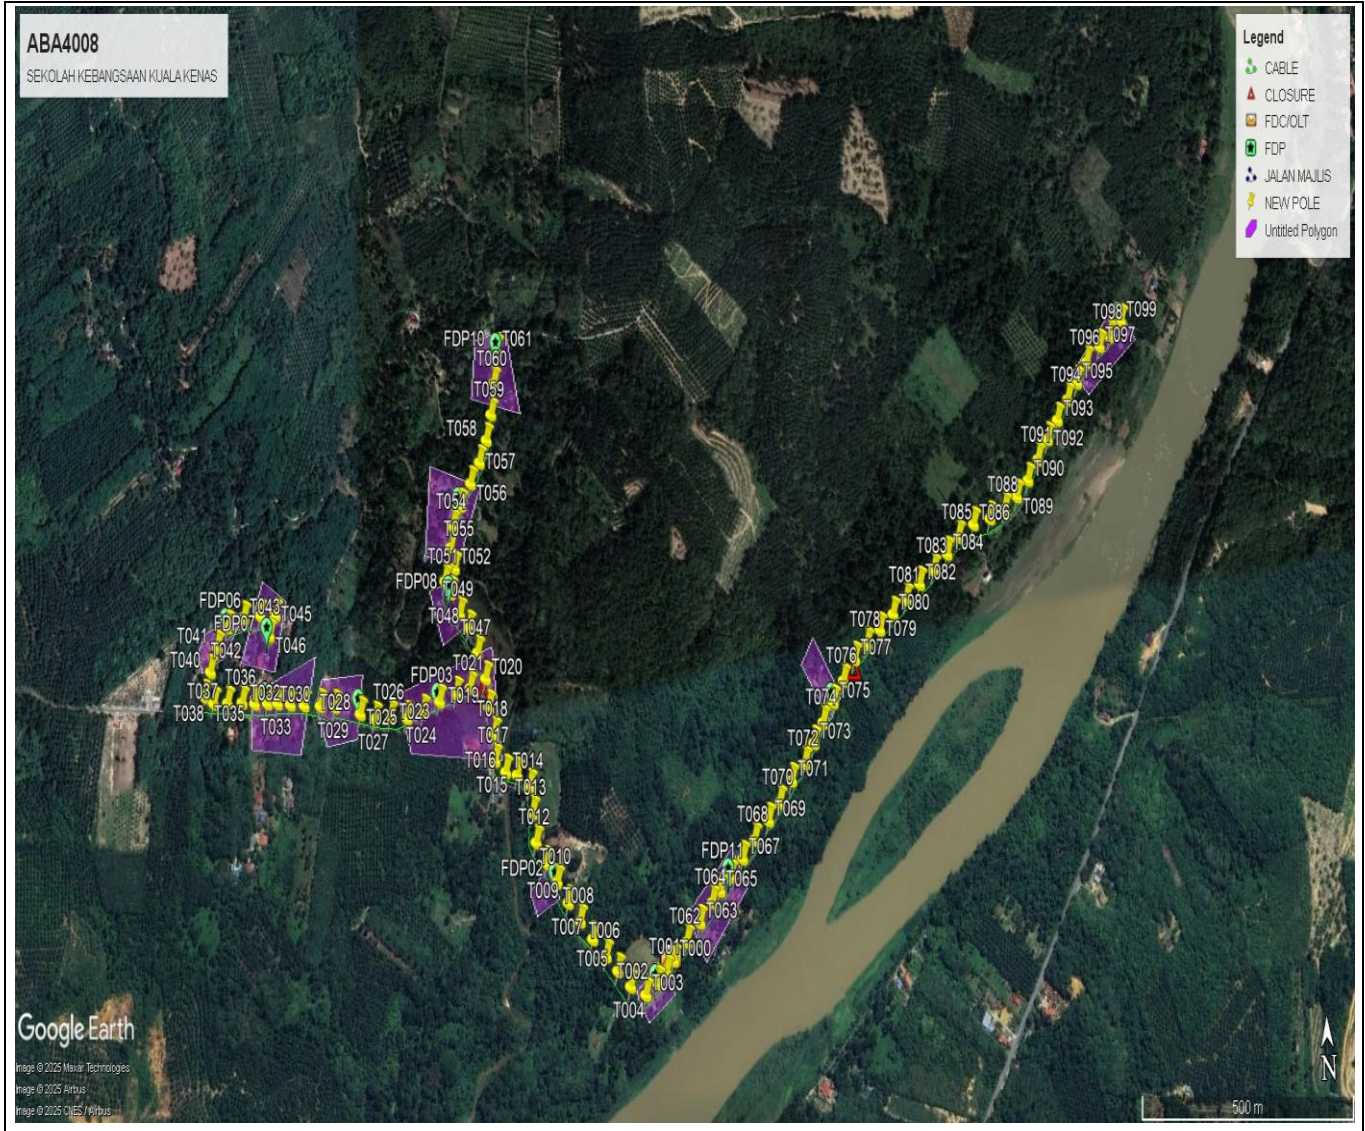 ABA4008
SEKOLAH KEBANGSAAN KUALA KENAS
Legend
CABLE
CLOSURE
FDC/OLT
FDP
JALAN MAJLIS
NEW POLE
Untitled Polygon
T098 T099
T096 T097
T094 T095
T093
T091 T092
T090
T088
T089
T085 T086
T083 T084
T081 T082
T080
T078 T079
T076 T077
T074 T075
T073
T072 T071
T070 T069
T068 T067
FDP11
T064 T065
T062 T063
T001 T000
T002 T003
T004
T005 T006
T007 T008
FDP02 T009 T010
T012
T013
T015 T014
T016 T017
T018
T019 T020
T021
FDP03
T023
T024
T026
T025
T027
T028
T029
T030
T032
T033
T035
T036
T037
T038
T040
T041
T042
FDP06
T043
T045
FDP07
T046
T047
T048
T049
FDP08
T051 T052
T055
T054
T056
T057
T058
T059
T060
FDP10 T061
Google Earth
Image © 2025 Maxar Technologies
Image © 2025 Airbus
Image © 2025 CNES / Airbus
N
500 m